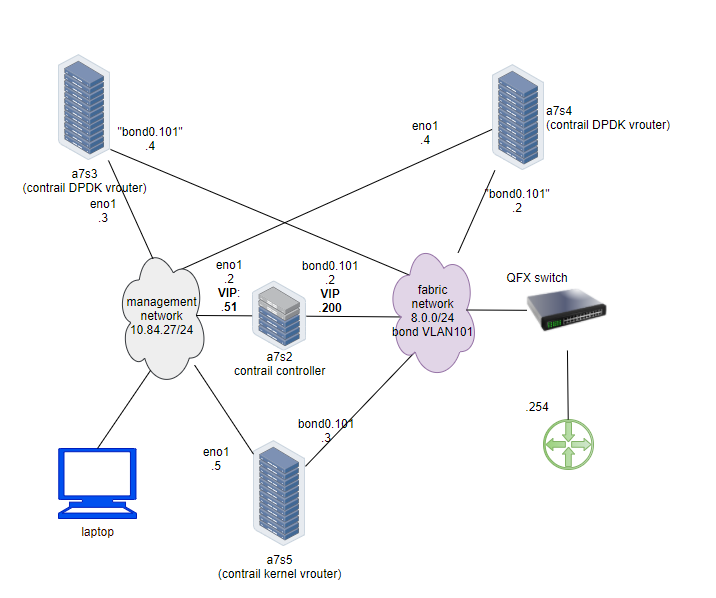 "bond0.101"
.4
a7s3
(contrail DPDK vrouter)
eno1
.3
eno1
.4
a7s4
(contrail DPDK vrouter)
"bond0.101"
.2
management
network
10.84.27/24
eno1
.2
VIP:
.51
bond0.101
.2
VIP
.200
a7s2
contrail controller
fabric
network
8.0.0/24
bond VLAN101
QFX switch
.254
bond0.101
.3
eno1
.5
a7s5
(contrail kernel vrouter)
laptop